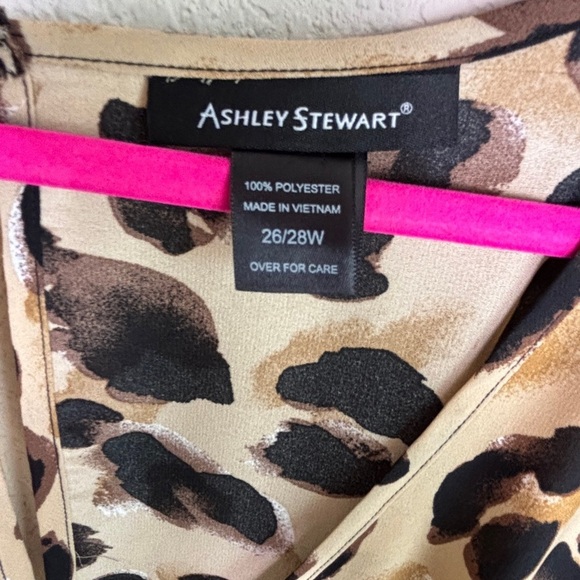 ASHLEY STEWART®
100% POLYESTER
MADE IN VIETNAM
26/28W
OVER FOR CARE